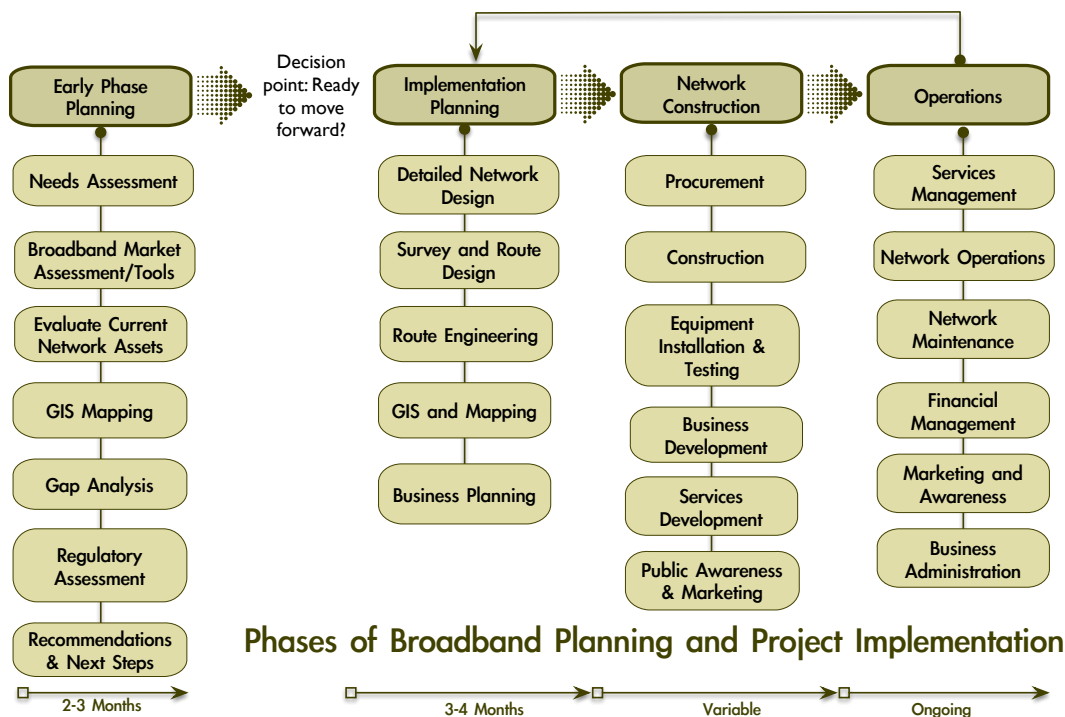 Early Phase
Planning
Decision
point: Ready
to move
forward?
Implementation
Planning
Network
Construction
Operations
Needs Assessment
Broadband Market
Assessment/Tools
Evaluate Current
Network Assets
GIS Mapping
Gap Analysis
Regulatory
Assessment
Recommendations
& Next Steps
Detailed Network
Design
Survey and Route
Design
Route Engineering
GIS and Mapping
Business Planning
Procurement
Construction
Equipment
Installation &
Testing
Business
Development
Services
Development
Public Awareness
& Marketing
Services
Management
Network Operations
Network
Maintenance
Financial
Management
Marketing and
Awareness
Business
Administration
Phases of Broadband Planning and Project Implementation
2-3 Months
3-4 Months
Variable
Ongoing